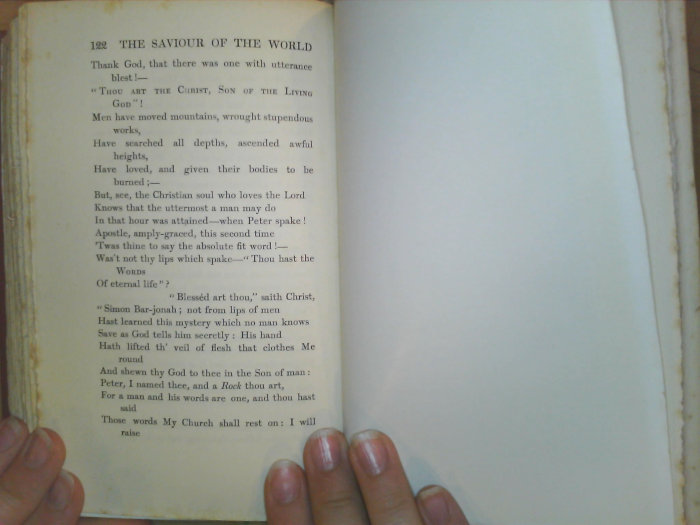 122 THE SAVIOUR OF THE WORLD
Thank God, that there was one with utterance
blest!—
"THOU ART THE CHRIST, SON OF THE LIVING
GOD"!
Men have moved mountains, wrought stupendous
works,
Have searched all depths, ascended awful
heights,
Have loved, and given their bodies to be
burned;—
But, see, the Christian soul who loves the Lord
Knows that the uttermost a man may do
In that hour was attained—when Peter spake!
Apostle, amply-graced, this second time
'Twas thine to say the absolute fit word!—
Was't not thy lips which spake—"Thou hast the
WORDS
Of eternal life"?
"Blesséd art thou," saith Christ,
"Simon Bar-jonah; not from lips of men
Hast learned this mystery which no man knows
Save as God tells him secretly: His hand
Hath lifted th' veil of flesh that clothes Me
round
And shewn thy God to thee in the Son of man:
Peter, I named thee, and a Rock thou art,
For a man and his words are one, and thou hast
said
Those words My Church shall rest on: I will
raise